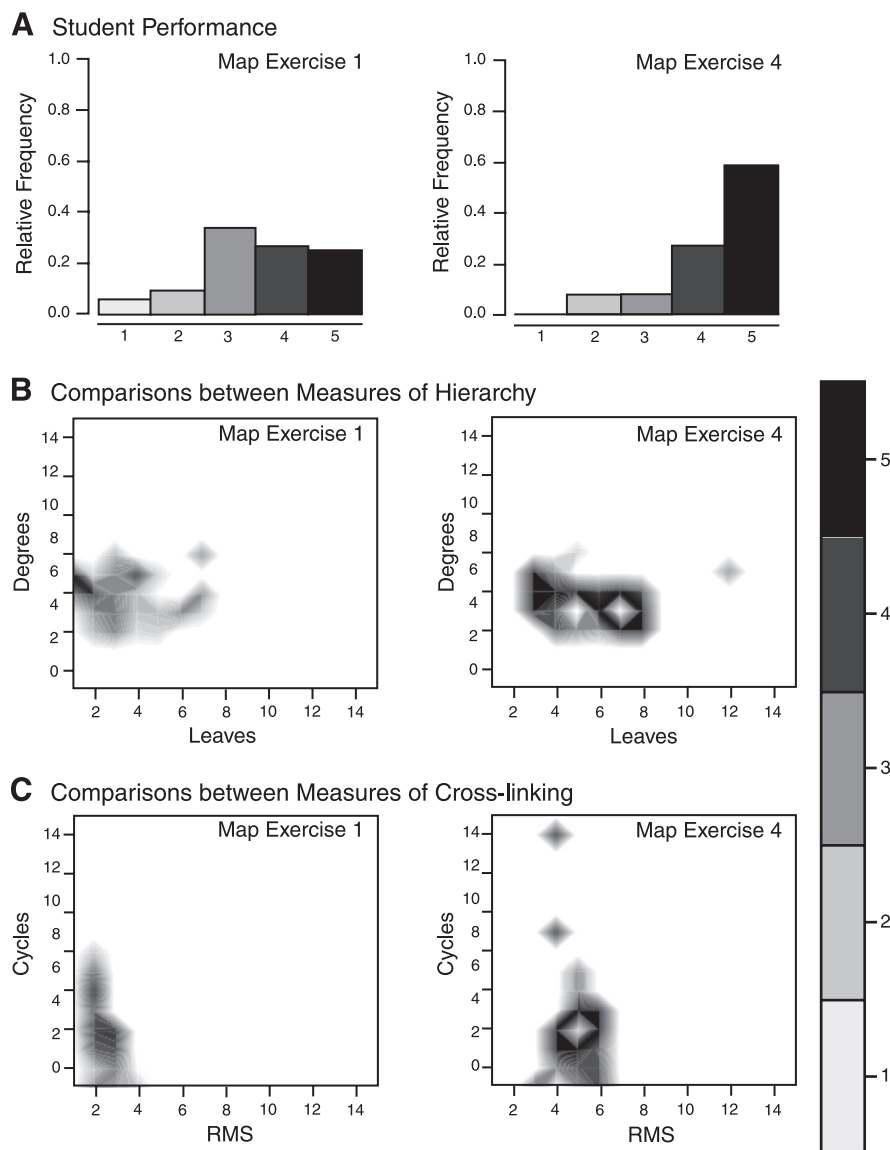 A Student Performance
Map Exercise 1
Relative Frequency
1.0
0.8
0.6
0.4
0.2
0.0
1 2 3 4 5
Map Exercise 4
Relative Frequency
1.0
0.8
0.6
0.4
0.2
0.0
1 2 3 4 5
B Comparisons between Measures of Hierarchy
Map Exercise 1
Degrees
14
12
10
8
6
4
2
0
2 4 6 8 10 12 14
Leaves
Map Exercise 4
Degrees
14
12
10
8
6
4
2
0
2 4 6 8 10 12 14
Leaves
C Comparisons between Measures of Cross-linking
Map Exercise 1
Cycles
14
12
10
8
6
4
2
0
2 4 6 8 10 12 14
RMS
Map Exercise 4
Cycles
14
12
10
8
6
4
2
0
2 4 6 8 10 12 14
RMS
5
4
3
2
1